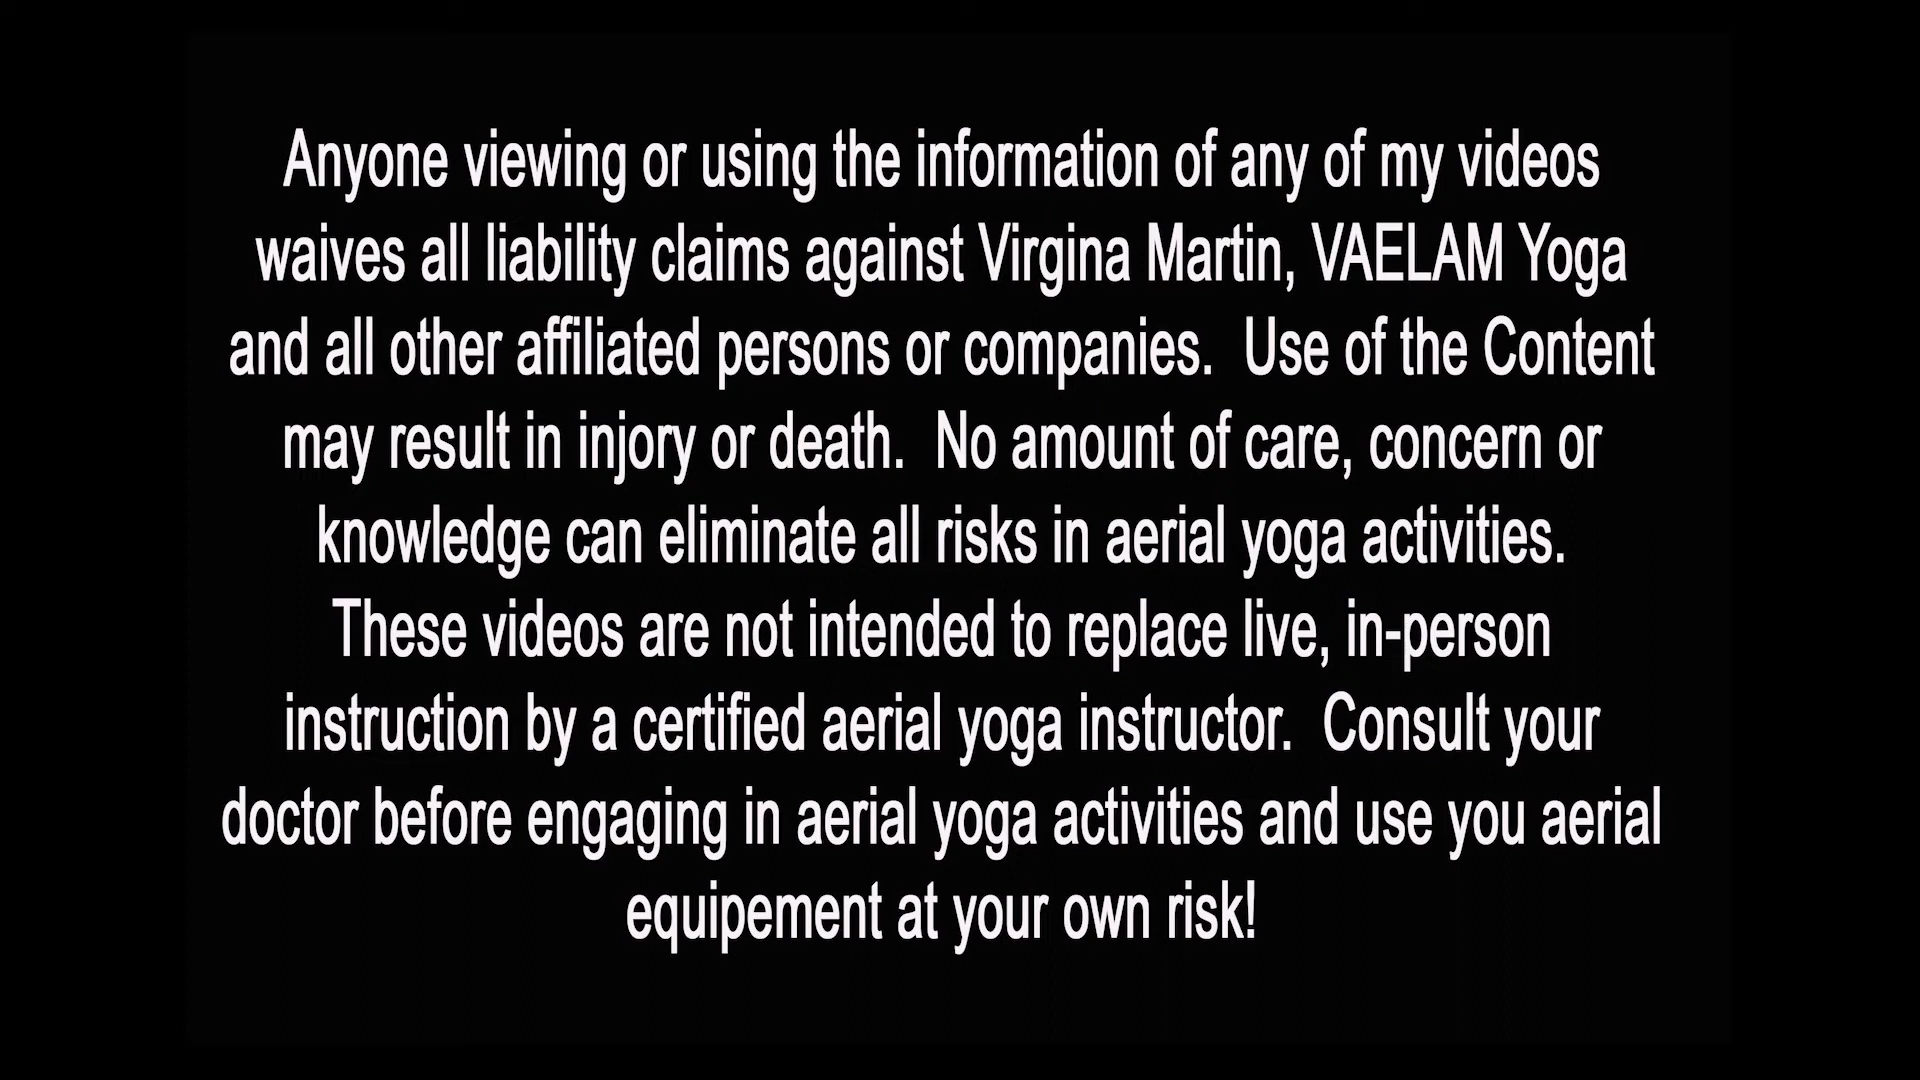 Anyone viewing or using the information of any of my videos
waives all liability claims against Virgina Martin, VAELAM Yoga
and all other affiliated persons or companies.  Use of the Content
may result in injory or death.  No amount of care, concern or
knowledge can eliminate all risks in aerial yoga activities.
These videos are not intended to replace live, in-person
instruction by a certified aerial yoga instructor.  Consult your
doctor before engaging in aerial yoga activities and use you aerial
equipement at your own risk!